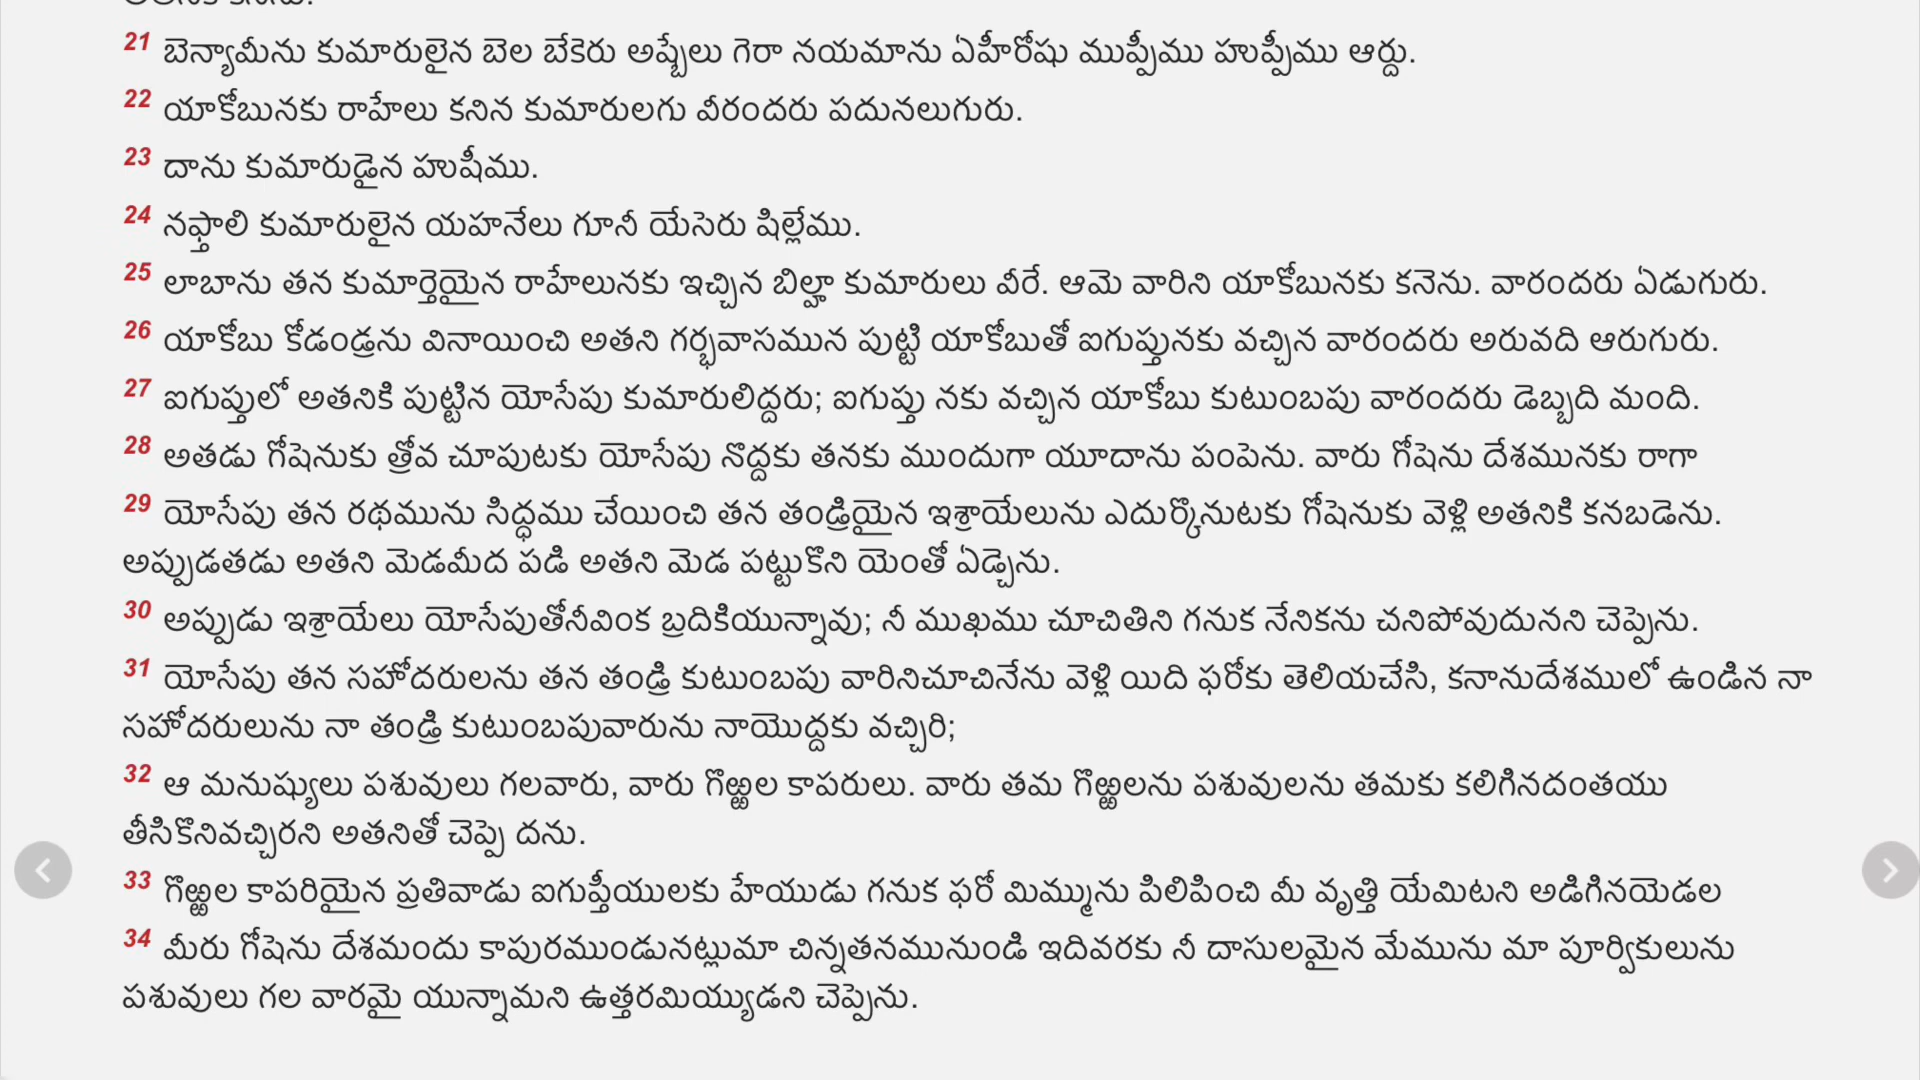 21 బెన్యామీను కుమారులైన బెల బేకెరు అష్బేలు గెరా నయమాను ఏహీరోషు ముప్పీము హుప్పీము ఆర్దు.
22 యాకోబునకు రాహేలు కనిన కుమారులగు వీరందరు పదునలుగురు.
23 దాను కుమారుడైన హుషీము.
24 నఫ్తాలి కుమారులైన యహనేలు గూనీ యేసెరు షిల్లేము.
25 లాబాను తన కుమార్తెయైన రాహేలునకు ఇచ్చిన బిల్హా కుమారులు వీరే. ఆమె వారిని యాకోబునకు కనెను. వారందరు ఏడుగురు.
26 యాకోబు కోడండ్రను వినాయించి అతని గర్భవాసమున పుట్టి యాకోబుతో ఐగుప్తునకు వచ్చిన వారందరు అరువది ఆరుగురు.
27 ఐగుప్తులో అతనికి పుట్టిన యోసేపు కుమారులిద్దరు; ఐగుప్తు నకు వచ్చిన యాకోబు కుటుంబపు వారందరు డెబ్బది మంది.
28 అతడు గోషెనుకు త్రోవ చూపుటకు యోసేపు నొద్దకు తనకు ముందుగా యూదాను పంపెను. వారు గోషెను దేశమునకు రాగా
29 యోసేపు తన రథమును సిద్ధము చేయించి తన తండ్రియైన ఇశ్రాయేలును ఎదుర్కొనుటకు గోషెనుకు వెళ్లి అతనికి కనబడెను.
అప్పుడతడు అతని మెడమీద పడి అతని మెడ పట్టుకొని యెంతో ఏడ్చెను.
30 అప్పుడు ఇశ్రాయేలు యోసేపుతోనీవింక బ్రదికియున్నావు; నీ ముఖము చూచితిని గనుక నేనికను చనిపోవుదునని చెప్పెను.
31 యోసేపు తన సహోదరులను తన తండ్రి కుటుంబపు వారినిచూచినేను వెళ్లి యిది ఫరోకు తెలియచేసి, కనానుదేశములో ఉండిన నా
సహోదరులును నా తండ్రి కుటుంబపువారును నాయొద్దకు వచ్చిరి;
32 ఆ మనుష్యులు పశువులు గలవారు, వారు గొఱ్ఱల కాపరులు. వారు తమ గొఱ్ఱలను పశువులను తమకు కలిగినదంతయు
తీసికొనివచ్చిరని అతనితో చెప్పె దను.
33 గొఱ్ఱల కాపరియైన ప్రతివాడు ఐగుప్తీయులకు హేయుడు గనుక ఫరో మిమ్మును పిలిపించి మీ వృత్తి యేమిటని అడిగినయెడల
34 మీరు గోషెను దేశమందు కాపురముండునట్లుమా చిన్నతనమునుండి ఇదివరకు నీ దాసులమైన మేమును మా పూర్వికులును
పశువులు గల వారమై యున్నామని ఉత్తరమియ్యుడని చెప్పెను.